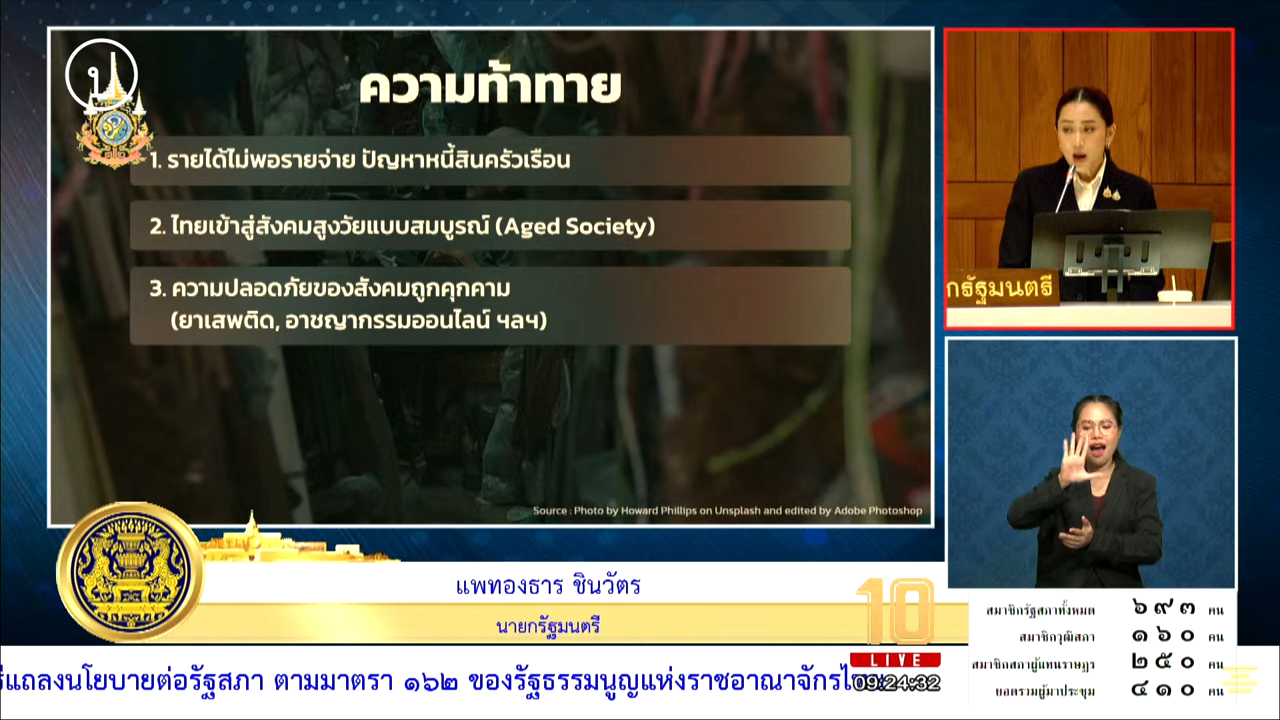 ป
ความท้าทาย
1. รายได้ไม่พอรายจ่าย ปัญหาหนี้สินครัวเรือน
2. ไทยเข้าสู่สังคมสูงวัยแบบสมบูรณ์ (Aged Society)
3. ความปลอดภัยของสังคมถูกคุกคาม
(ยาเสพติด, อาชญากรรมออนไลน์ ฯลฯ)
Source : Photo by Howard Phillips on Unsplash and edited by Adobe Photoshop
กรัฐมนตรี
แพทองธาร ชินวัตร
นายกรัฐมนตรี
10
LIVE
09:24:32
แถลงนโยบายต่อรัฐสภา ตามมาตรา ๑๖๒ ของรัฐธรรมนูญแห่งราชอาณาจักรไ
สมาชิกรัฐสภาทั้งหมด ๖๙๓ คน
สมาชิกวุฒิสภา ๑๖๐ คน
สมาชิกสภาผู้แทนราษฎร ๒๕๐ คน
ยอดรวมผู้มาประชุม ๔๑๐ คน